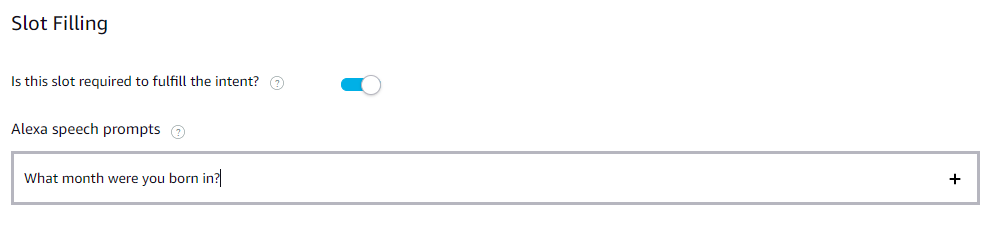 Slot Filling
Is this slot required to fulfill the intent? ?
Alexa speech prompts ?
What month were you born in? +